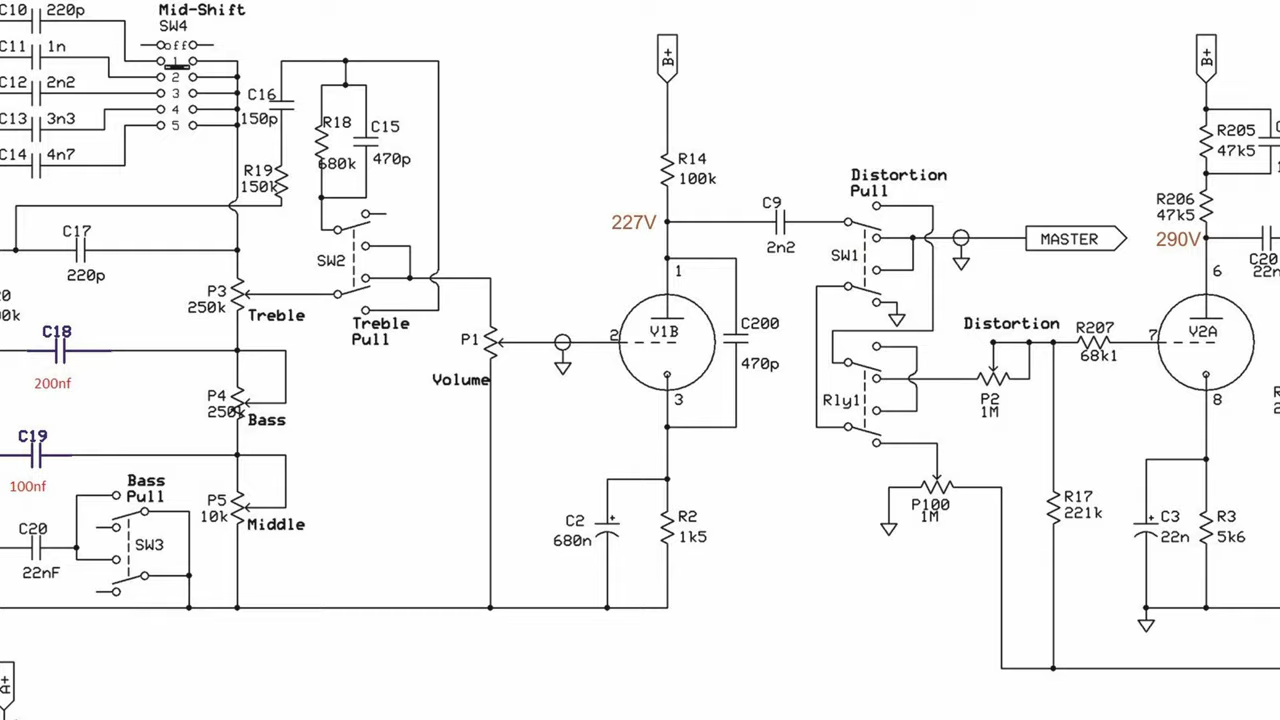 C10 220p
Mid-Shift
SW4
off
C11 1n
1
2
C12 2n2
3
C13 3n3
4
5
C14 4n7
C16
150p
R18
680k
C15
470p
R19
150k
C17
220p
SW2
P3
250k
Treble
Treble
Pull
C18
200nf
P1
Volume
P4
250k
Bass
C19
100nf
Bass
Pull
P5
10k
Middle
SW3
C20
22nF
A+
B+
R14
100k
227V
C9
2n2
1
2
V1B
3
C200
470p
C2
680n
R2
1k5
Distortion
Pull
SW1
MASTER
Rly1
Distortion
P2
1M
P100
1M
R17
221k
B+
R205
47k5
R206
47k5
290V
C20
22n
6
R207
68k1
7
V2A
8
C3
22n
R3
5k6